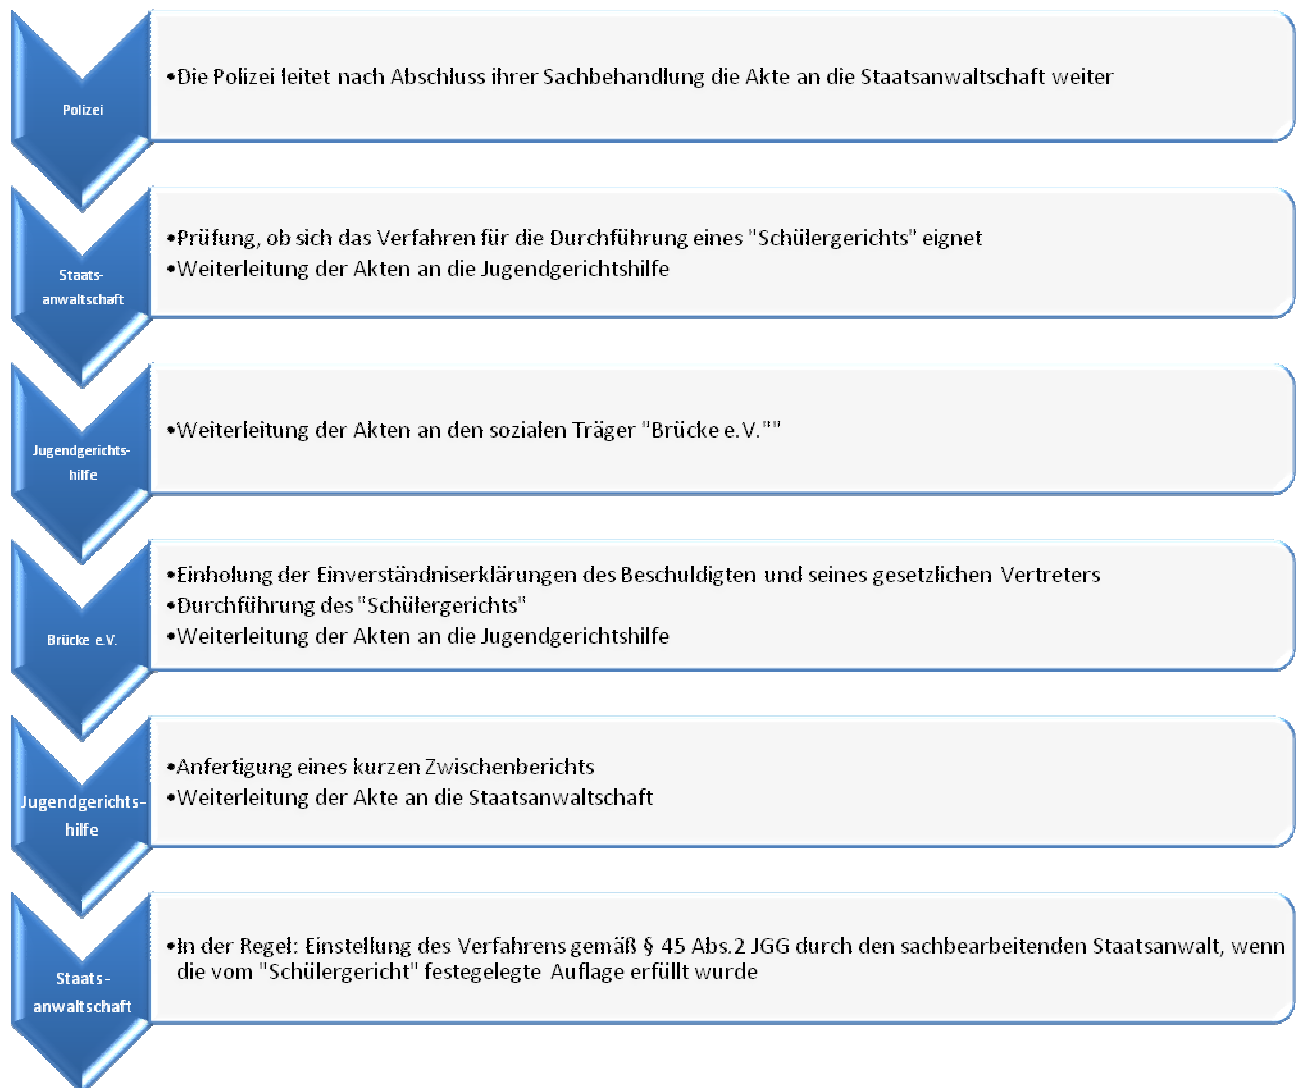 Polizei
•Die Polizei leitet nach Abschluss ihrer Sachbehandlung die Akte an die Staatsanwaltschaft weiter
Staats-
anwaltschaft
•Prüfung, ob sich das Verfahren für die Durchführung eines "Schülergerichts" eignet
•Weiterleitung der Akten an die Jugendgerichtshilfe
Jugendgerichts-
hilfe
•Weiterleitung der Akten an den sozialen Träger "Brücke e.V.""
Brücke e.V.
•Einholung der Einverständniserklärungen des Beschuldigten und seines gesetzlichen Vertreters
•Durchführung des "Schülergerichts"
•Weiterleitung der Akten an die Jugendgerichtshilfe
Jugendgerichts-
hilfe
•Anfertigung eines kurzen Zwischenberichts
•Weiterleitung der Akte an die Staatsanwaltschaft
Staats-
anwaltschaft
•In der Regel: Einstellung des Verfahrens gemäß § 45 Abs.2 JGG durch den sachbearbeitenden Staatsanwalt, wenn
die vom "Schülergericht" festegelegte Auflage erfüllt wurde